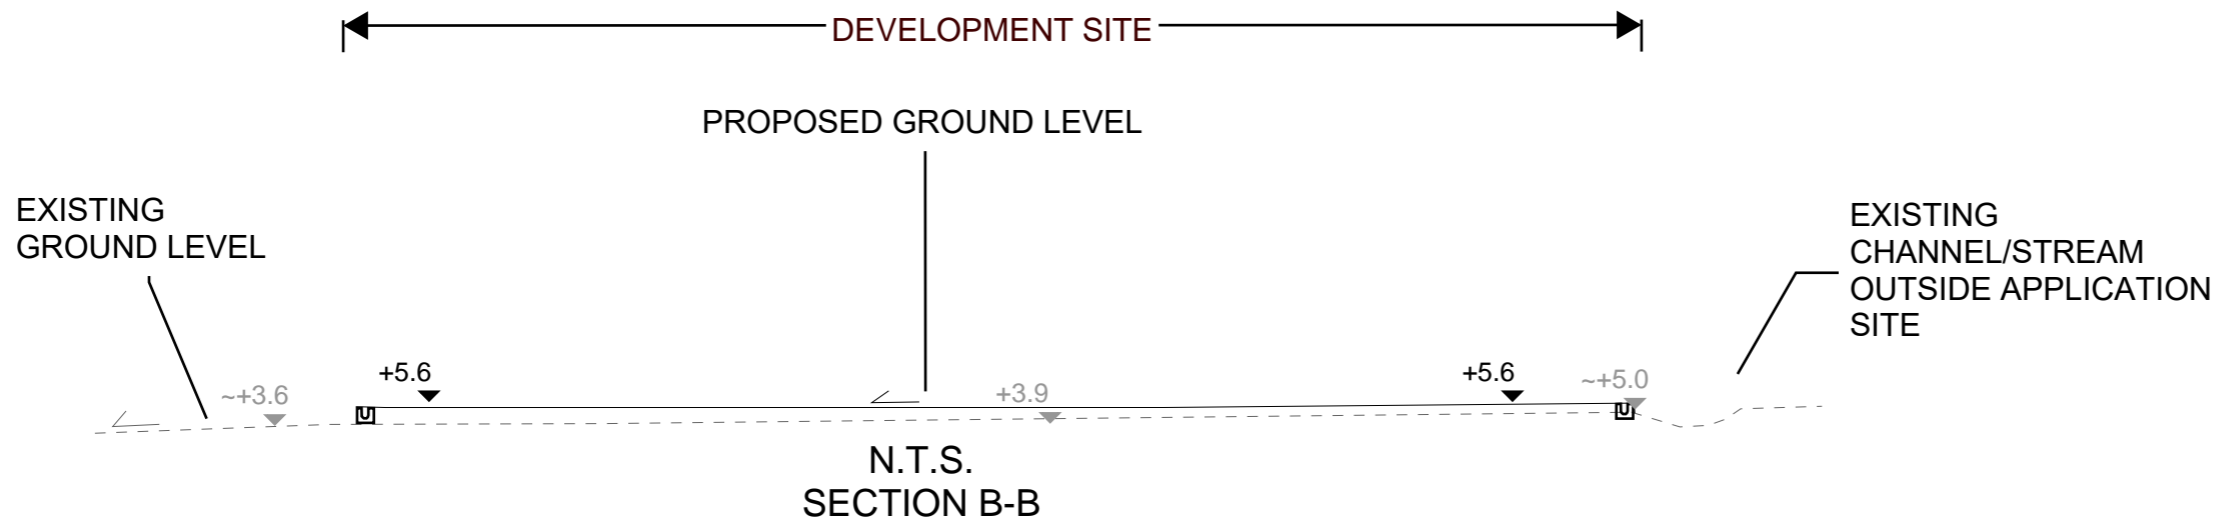 DEVELOPMENT SITE
PROPOSED GROUND LEVEL
EXISTING
GROUND LEVEL
EXISTING
CHANNEL/STREAM
OUTSIDE APPLICATION
SITE
~+3.6
+5.6
+3.9
+5.6
~+5.0
N.T.S.
SECTION B-B